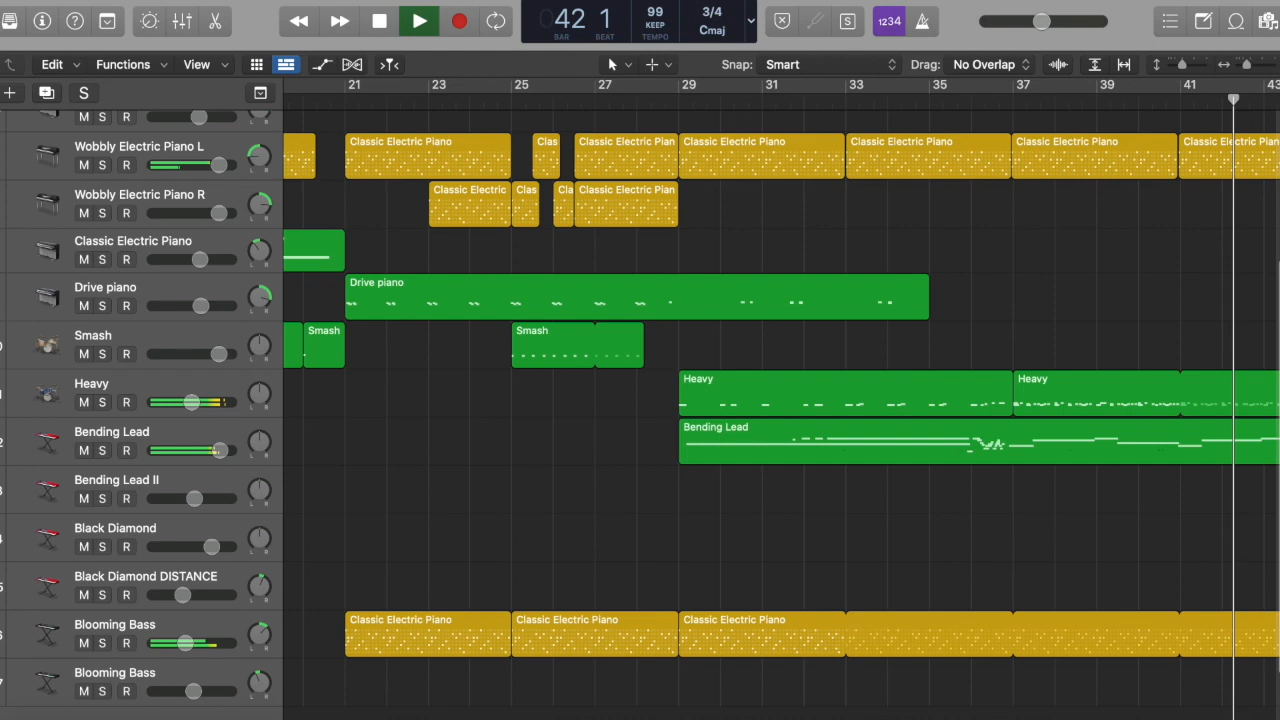 42 1 99 3/4
BAR BEAT KEEP TEMPO Cmaj
S 1234
Edit Functions View Snap: Smart Drag: No Overlap
S 21 23 25 27 29 31 33 35 37 39 41 43
M S R
Wobbly Electric Piano L
M S R L R
Classic Electric Piano Clas Classic Electric Pian Classic Electric Piano Classic Electric Piano Classic Electric Piano Classic Electric
Wobbly Electric Piano R
M S R L R
Classic Electric Clas Cla Classic Electric Pian
Classic Electric Piano
M S R L R
Drive piano
M S R L R
Drive piano
Smash
M S R L R
Smash Smash
Heavy
M S R L R
Heavy Heavy
Bending Lead
M S R L R
Bending Lead
Bending Lead II
M S R L R
Black Diamond
M S R L R
Black Diamond DISTANCE
M S R L R
Blooming Bass
M S R L R
Classic Electric Piano Classic Electric Piano Classic Electric Piano
Blooming Bass
M S R L R